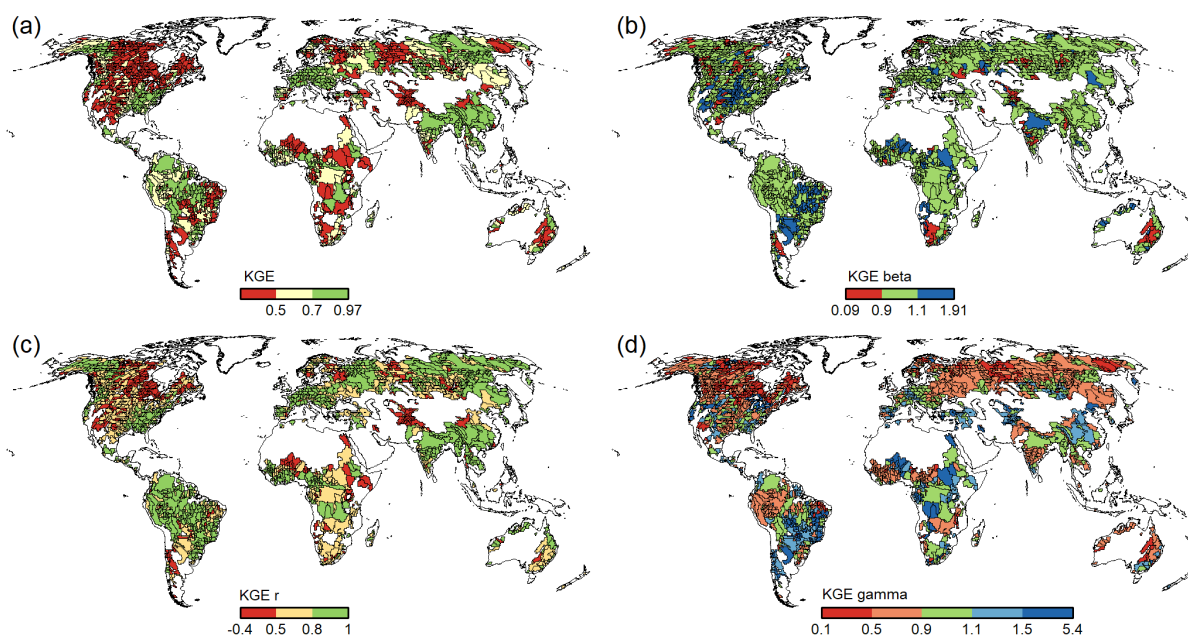 (a)
(b)
KGE
0.5 0.7 0.97
KGE beta
0.09 0.9 1.1 1.91
(c)
(d)
KGE r
-0.4 0.5 0.8 1
KGE gamma
0.1 0.5 0.9 1.1 1.5 5.4